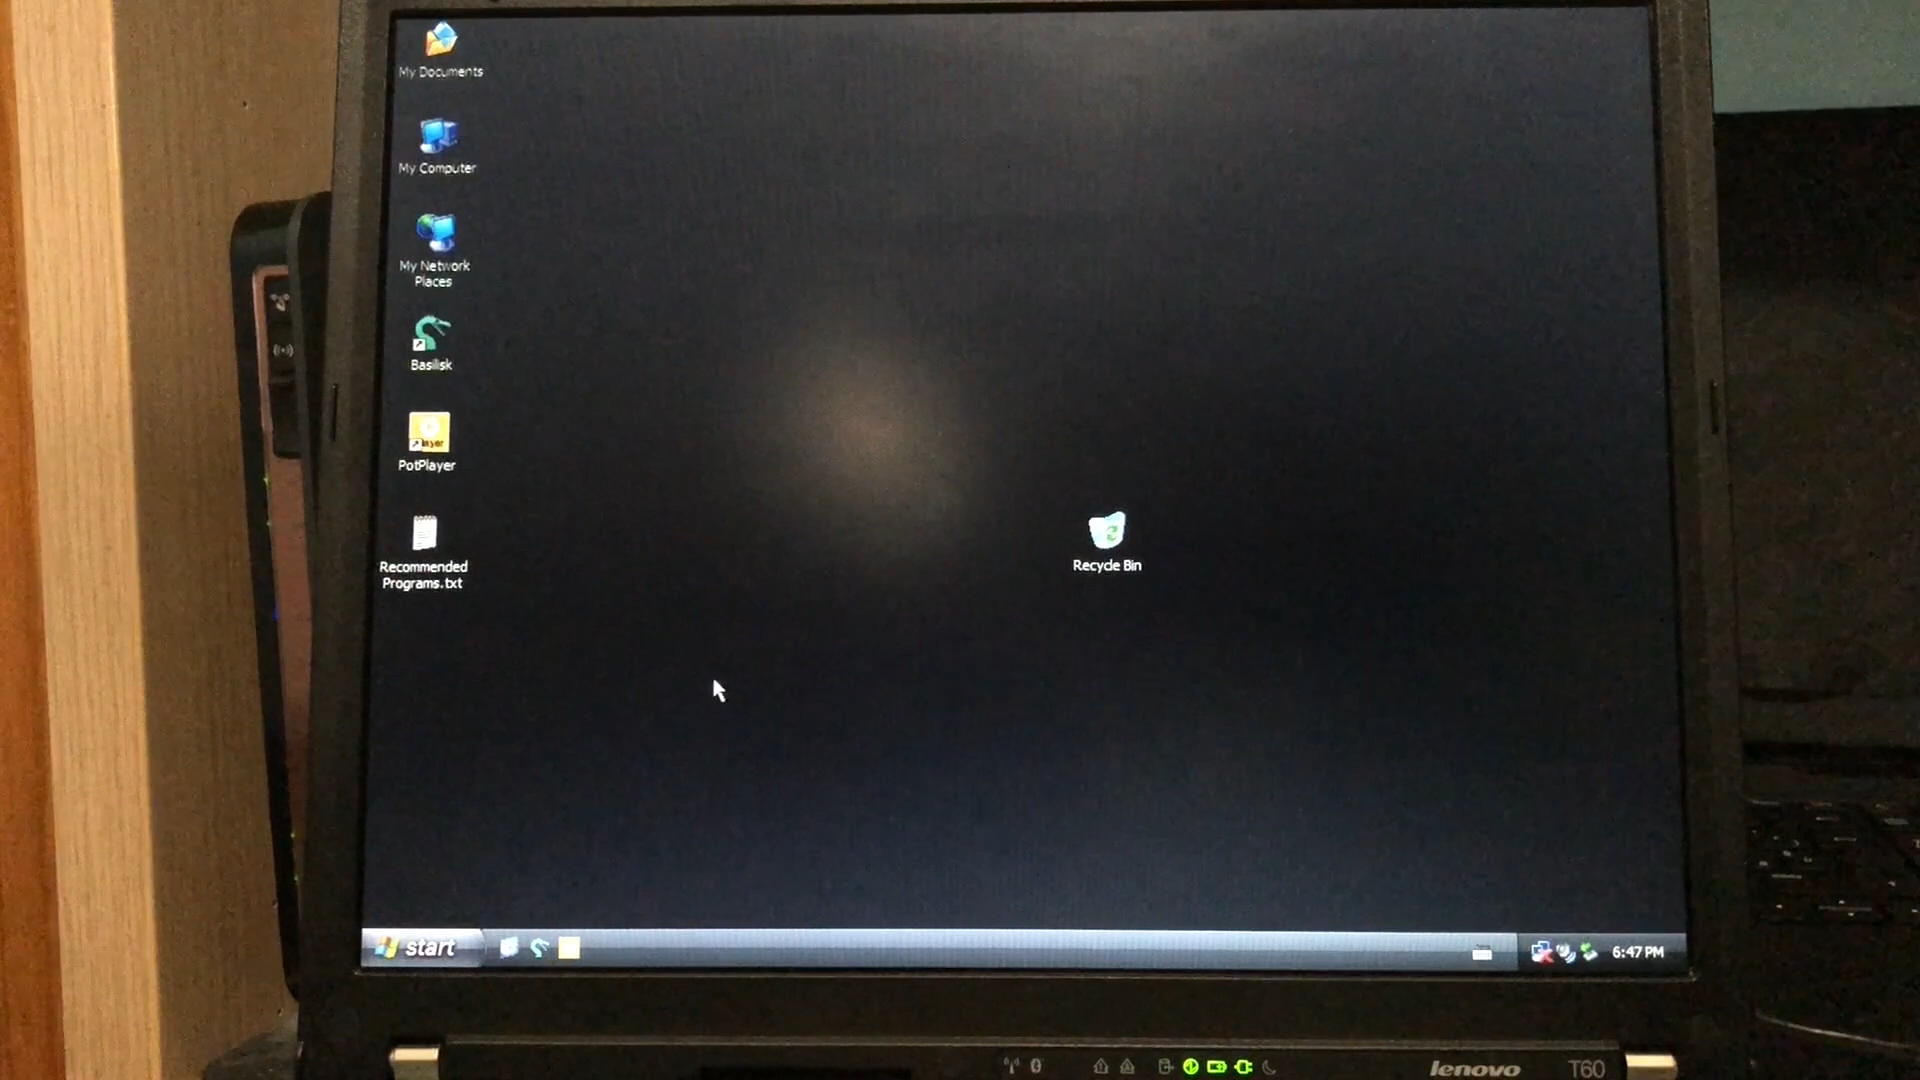 My Documents
My Computer
My Network
Places
Basilisk
PotPlayer
Recommended
Programs.txt
Recycle Bin
start
6:47 PM
lenovo
T60